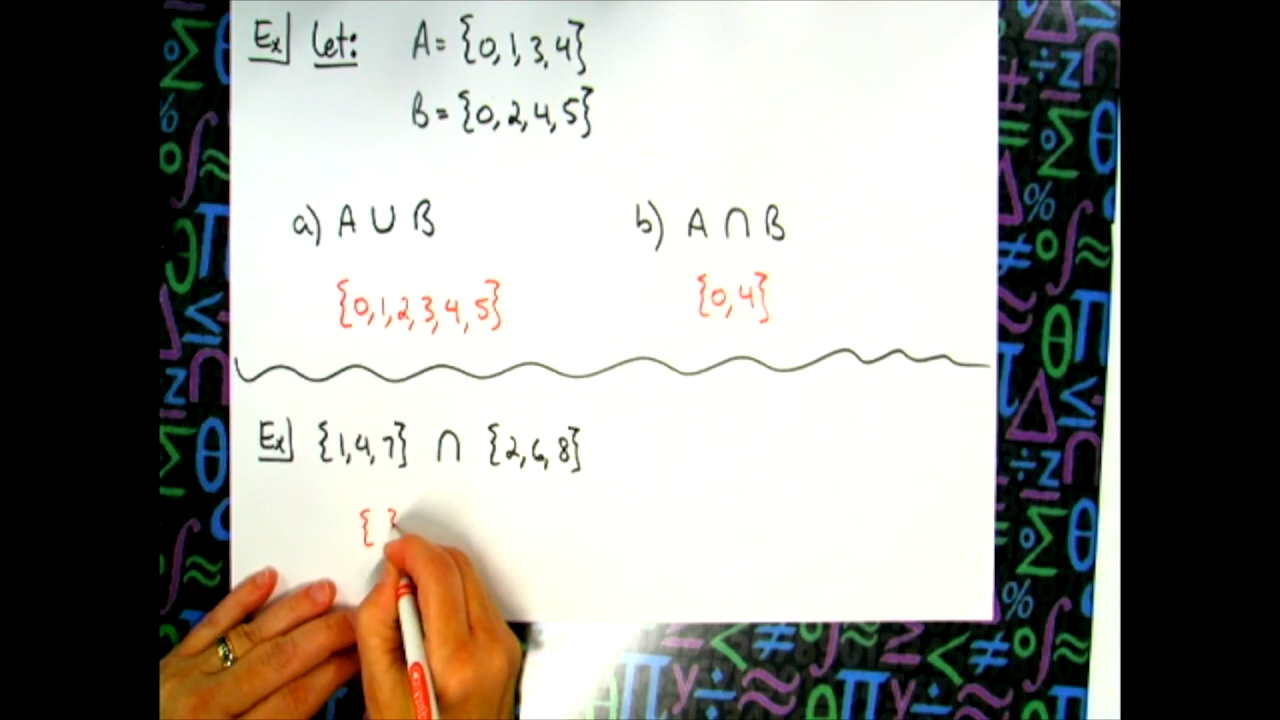 Ex Let: A = {0, 1, 3, 4}
B = {0, 2, 4, 5}
a) A ∪ B b) A ∩ B
{0, 1, 2, 3, 4, 5} {0, 4}
Ex {1, 4, 7} ∩ {2, 6, 8}
{ }